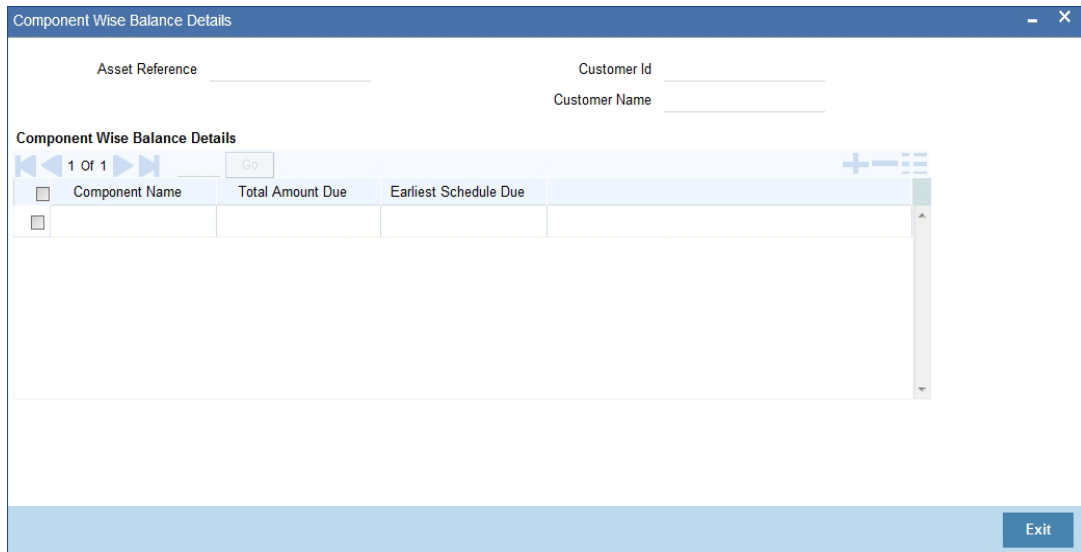 Component Wise Balance Details
Asset Reference
Customer Id
Customer Name
Component Wise Balance Details
1 Of 1 Go
Component Name Total Amount Due Earliest Schedule Due
Exit